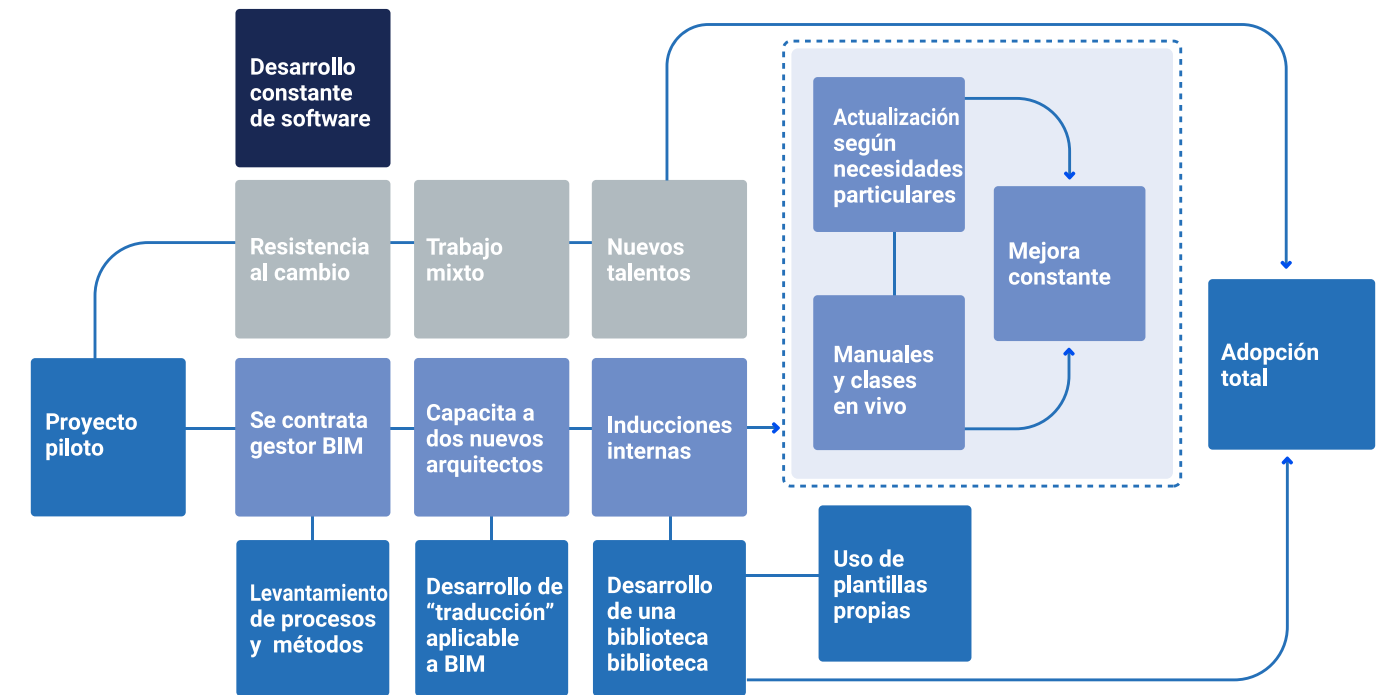 Desarrollo
constante
de software
Resistencia
al cambio
Trabajo
mixto
Nuevos
talentos
Actualización
según
necesidades
particulares
Mejora
constante
Manuales
y clases
en vivo
Adopción
total
Proyecto
piloto
Se contrata
gestor BIM
Capacita a
dos nuevos
arquitectos
Inducciones
internas
Levantamiento
de procesos
y métodos
Desarrollo de
“traducción”
aplicable
a BIM
Desarrollo
de una
biblioteca
biblioteca
Uso de
plantillas
propias